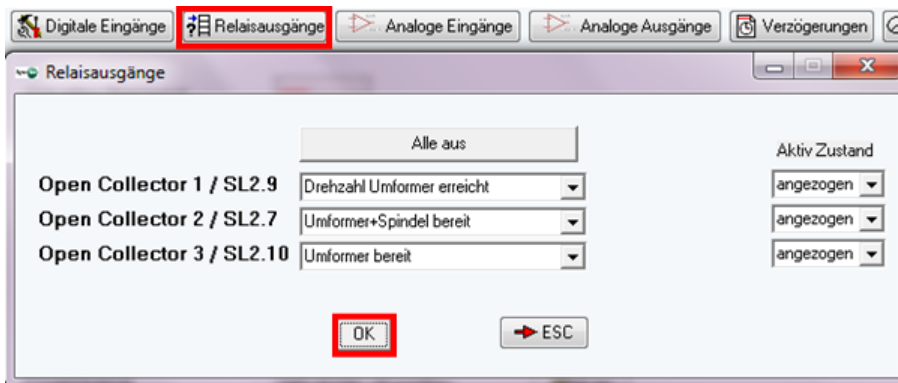 Digitale Eingänge Relaisausgänge Analoge Eingänge Analoge Ausgänge Verzögerungen
Relaisausgänge
Alle aus
Aktiv Zustand
Open Collector 1 / SL2.9 Drehzahl Umformer erreicht angezogen
Open Collector 2 / SL2.7 Umformer+Spindel bereit angezogen
Open Collector 3 / SL2.10 Umformer bereit angezogen
OK ESC